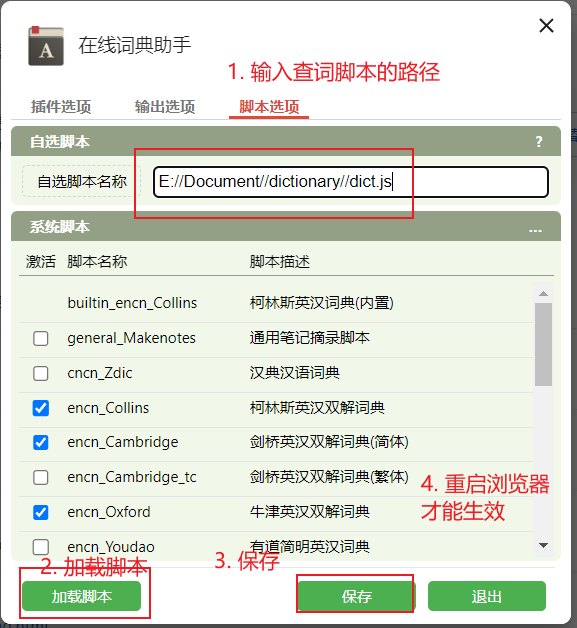 在线词典助手
1. 输入查词脚本的路径
插件选项 输出选项 脚本选项
自选脚本 ?
自选脚本名称 E://Document//dictionary//dict.js
系统脚本 ...
激活 脚本名称 脚本描述
builtin_encn_Collins 柯林斯英汉词典(内置)
general_Makenotes 通用笔记摘录脚本
cncn_Zdic 汉典汉语词典
encn_Collins 柯林斯英汉双解词典
encn_Cambridge 剑桥英汉双解词典(简体)
encn_Cambridge_tc 剑桥英汉双解词典(繁体)
4. 重启浏览器
才能生效
encn_Oxford 牛津英汉双解词典
encn_Youdao 有道简明英汉词典
2. 加载脚本
3. 保存
加载脚本 保存 退出